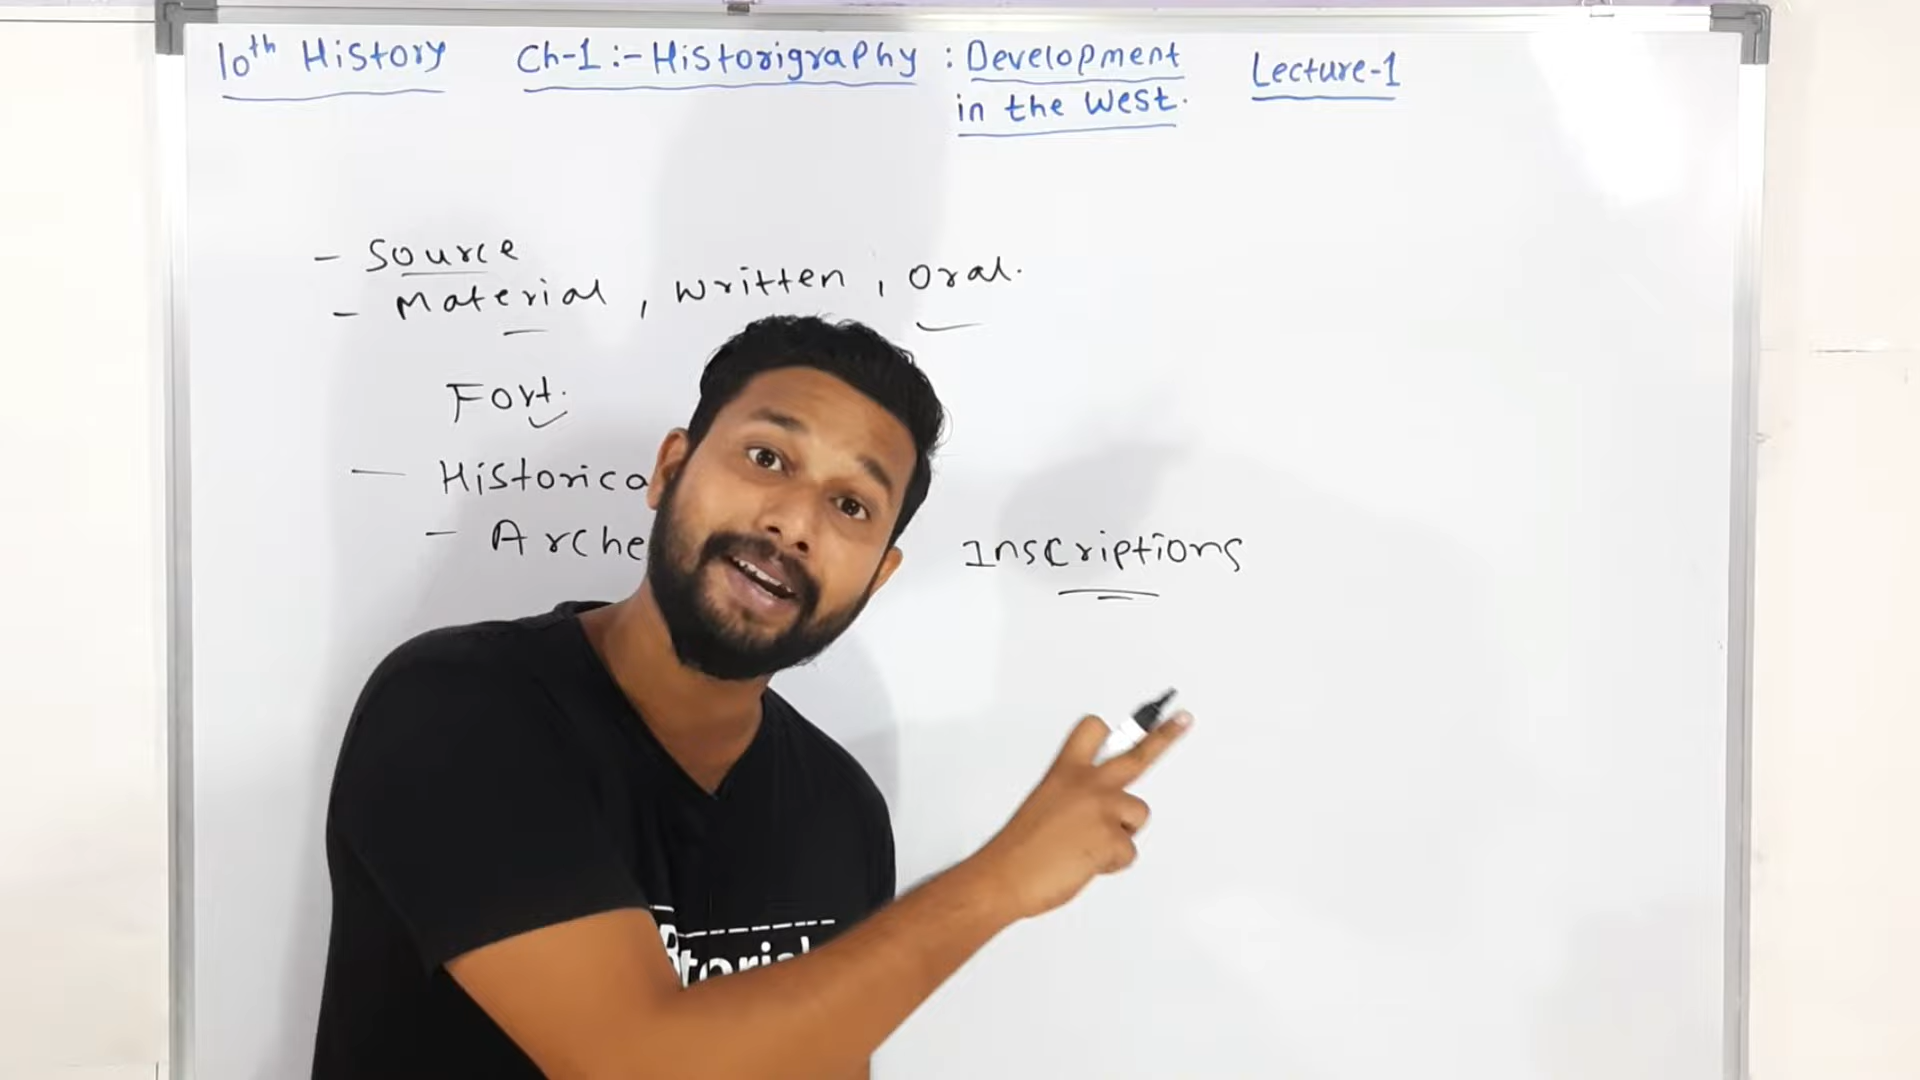 10th History Ch-1:- Historigraphy : Development Lecture-1
in the West.
- Source
- Material, written, oral.
Fort.
- Historica
- Arche Inscriptions